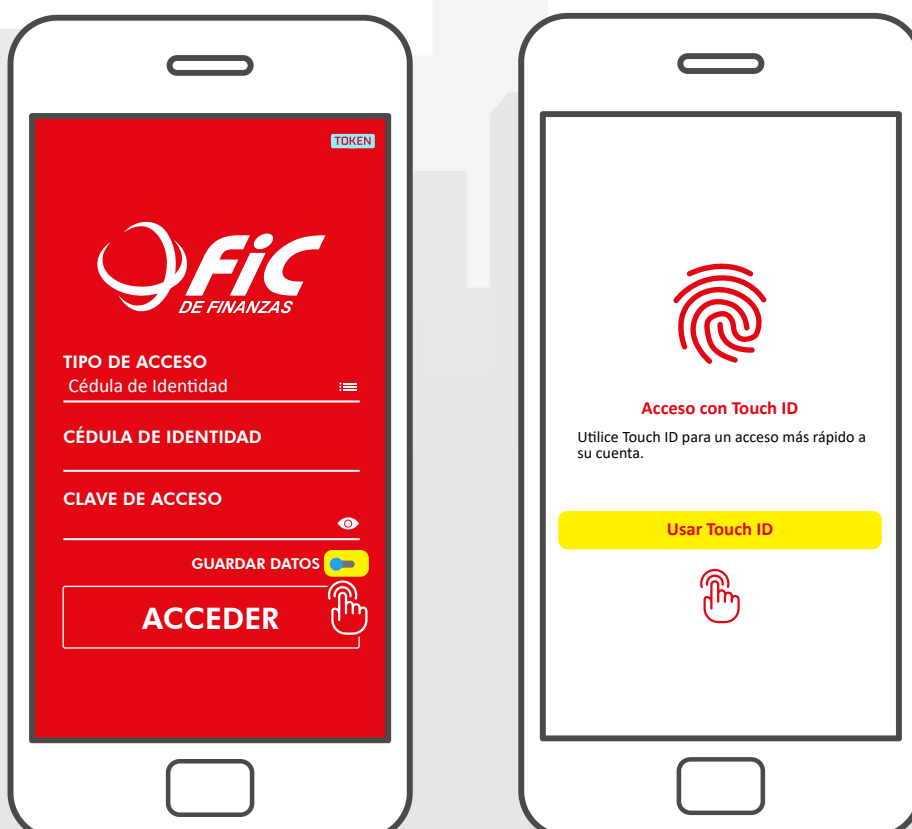 TOKEN
FiC
DE FINANZAS
TIPO DE ACCESO
Cédula de Identidad
CÉDULA DE IDENTIDAD
CLAVE DE ACCESO
GUARDAR DATOS
ACCEDER
Acceso con Touch ID
Utilice Touch ID para un acceso más rápido a
su cuenta.
Usar Touch ID